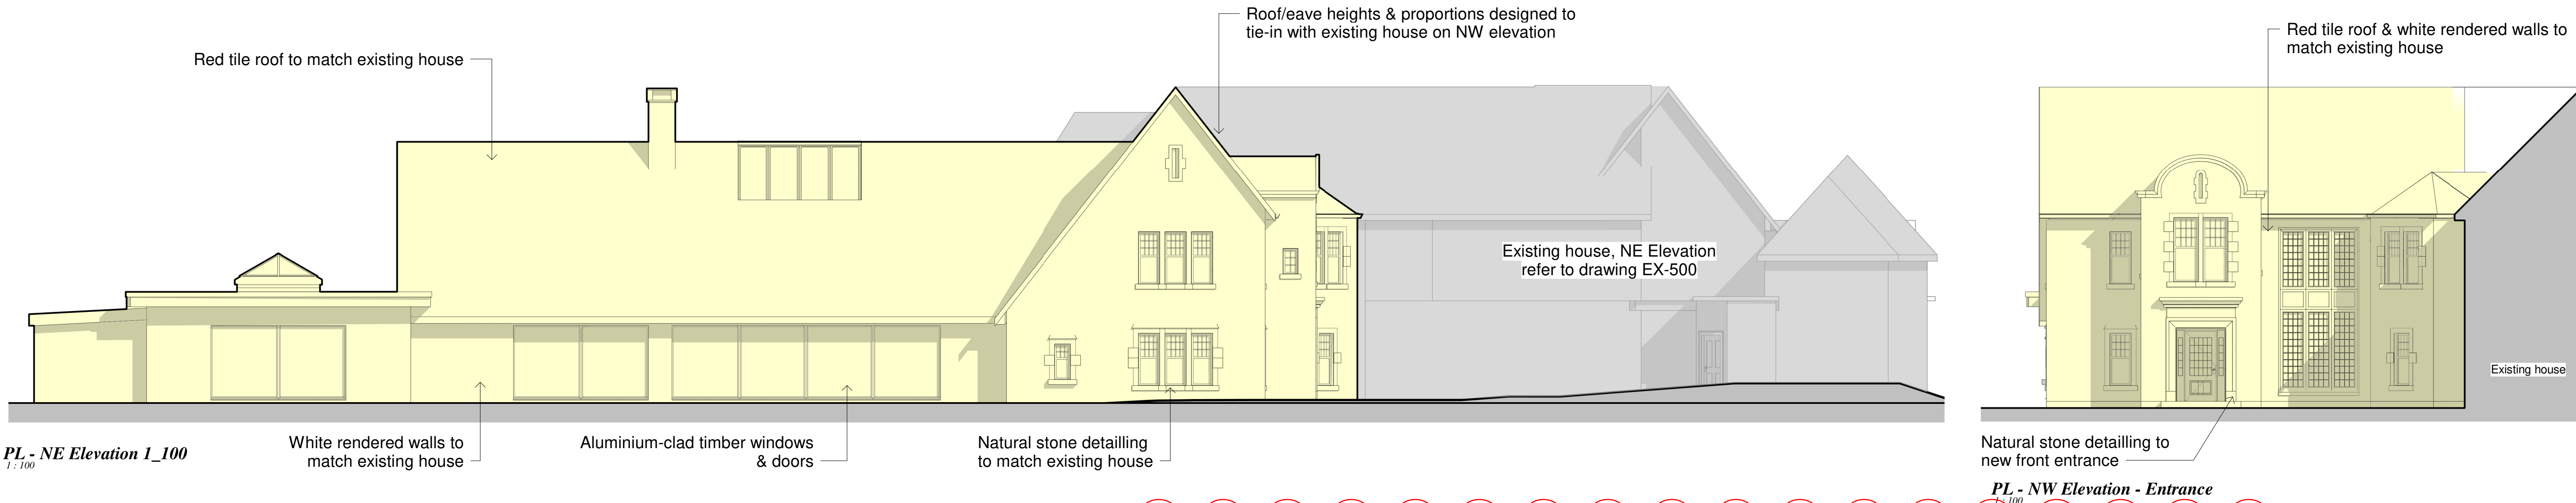 Roof/eave heights & proportions designed to
tie-in with existing house on NW elevation
Red tile roof to match existing house
Existing house, NE Elevation
refer to drawing EX-500
White rendered walls to
match existing house
Aluminium-clad timber windows
& doors
Natural stone detailling
to match existing house
PL - NE Elevation 1_100
1 : 100
Red tile roof & white rendered walls to
match existing house
Existing house
Natural stone detailling to
new front entrance
PL - NW Elevation - Entrance
1 : 100